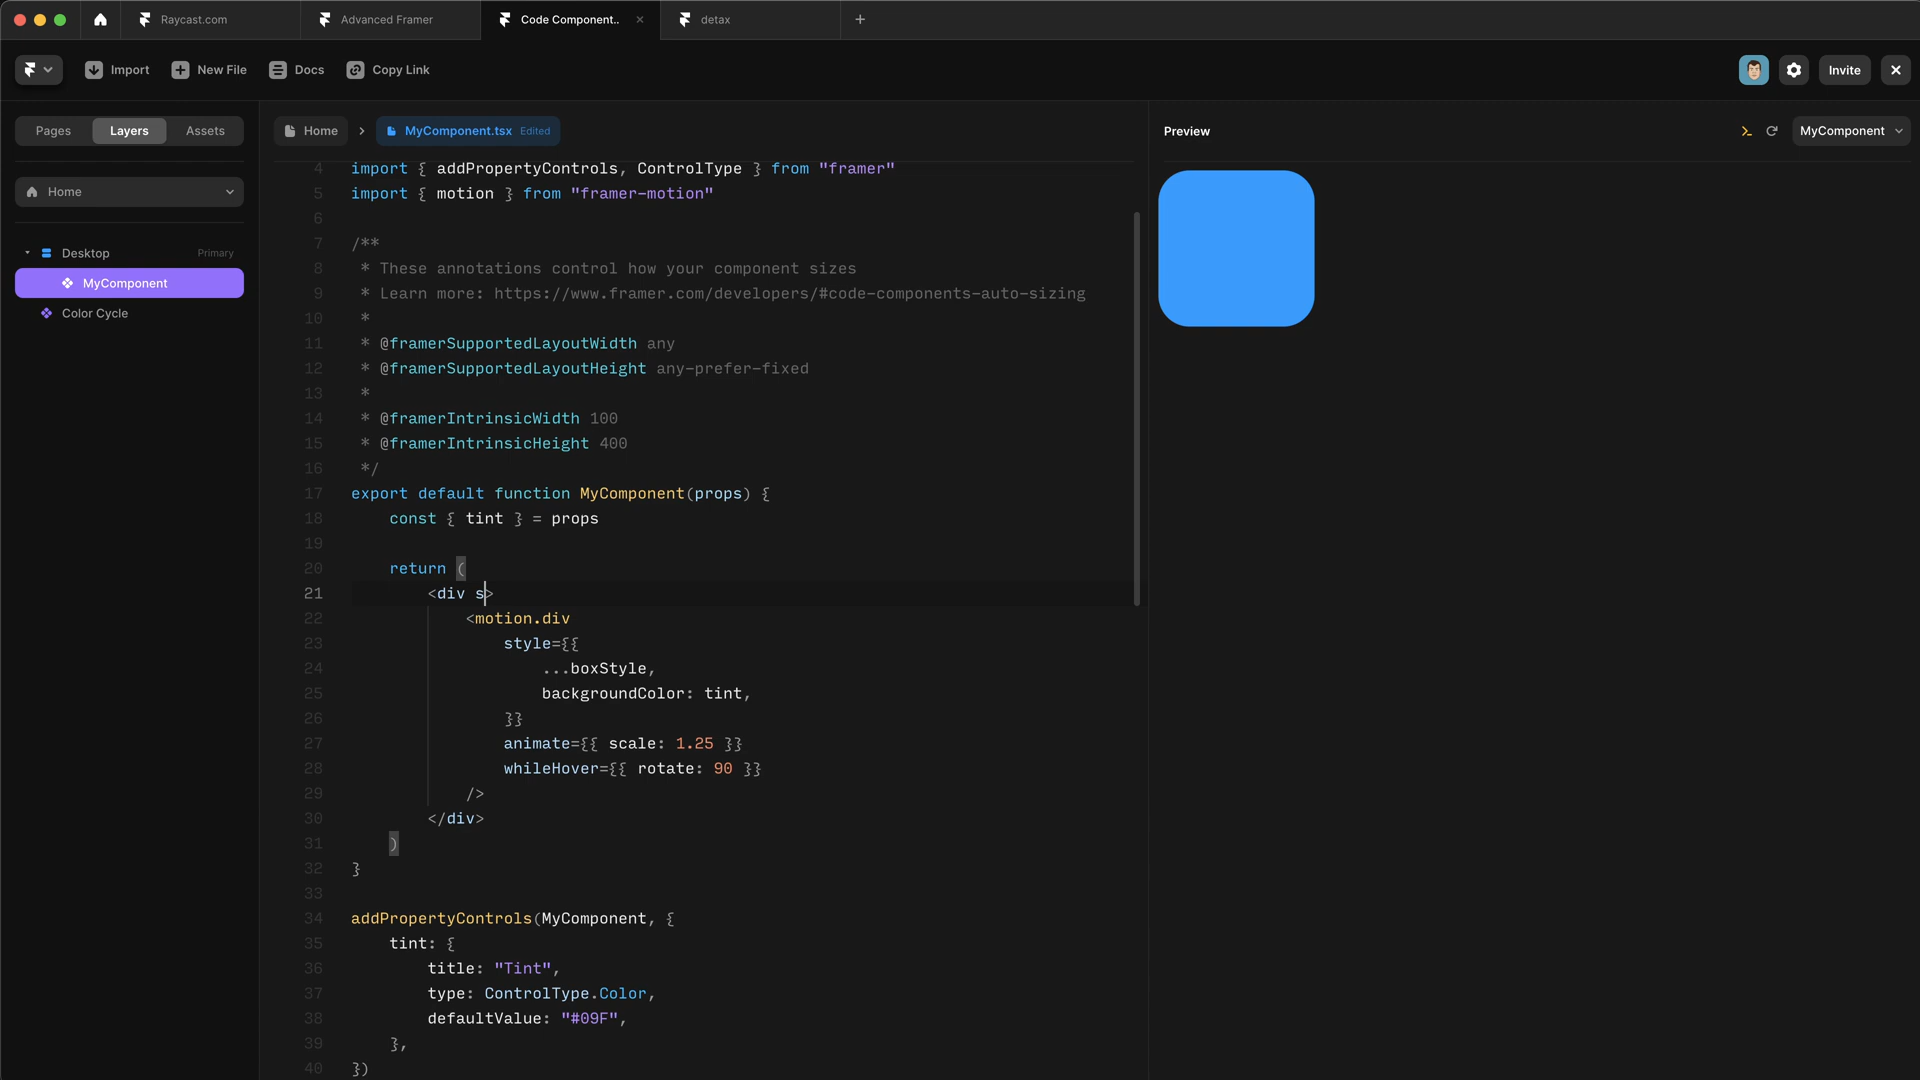 Raycast.com
Advanced Framer
Code Component..
detax
Import
New File
Docs
Copy Link
Invite
Pages
Layers
Assets
Home
Desktop
Primary
MyComponent
Color Cycle
Home
MyComponent.tsx Edited
4 import { addPropertyControls, ControlType } from "framer"
5 import { motion } from "framer-motion"
6
7 /**
8 * These annotations control how your component sizes
9 * Learn more: https://www.framer.com/developers/#code-components-auto-sizing
10 *
11 * @framerSupportedLayoutWidth any
12 * @framerSupportedLayoutHeight any-prefer-fixed
13 *
14 * @framerIntrinsicWidth 100
15 * @framerIntrinsicHeight 400
16 */
17 export default function MyComponent(props) {
18 const { tint } = props
19
20 return (
21 <div s>
22 <motion.div
23 style={{
24 ...boxStyle,
25 backgroundColor: tint,
26 }}
27 animate={{ scale: 1.25 }}
28 whileHover={{ rotate: 90 }}
29 />
30 </div>
31 )
32 }
33
34 addPropertyControls(MyComponent, {
35 tint: {
36 title: "Tint",
37 type: ControlType.Color,
38 defaultValue: "#09F",
39 },
40 })
Preview
MyComponent